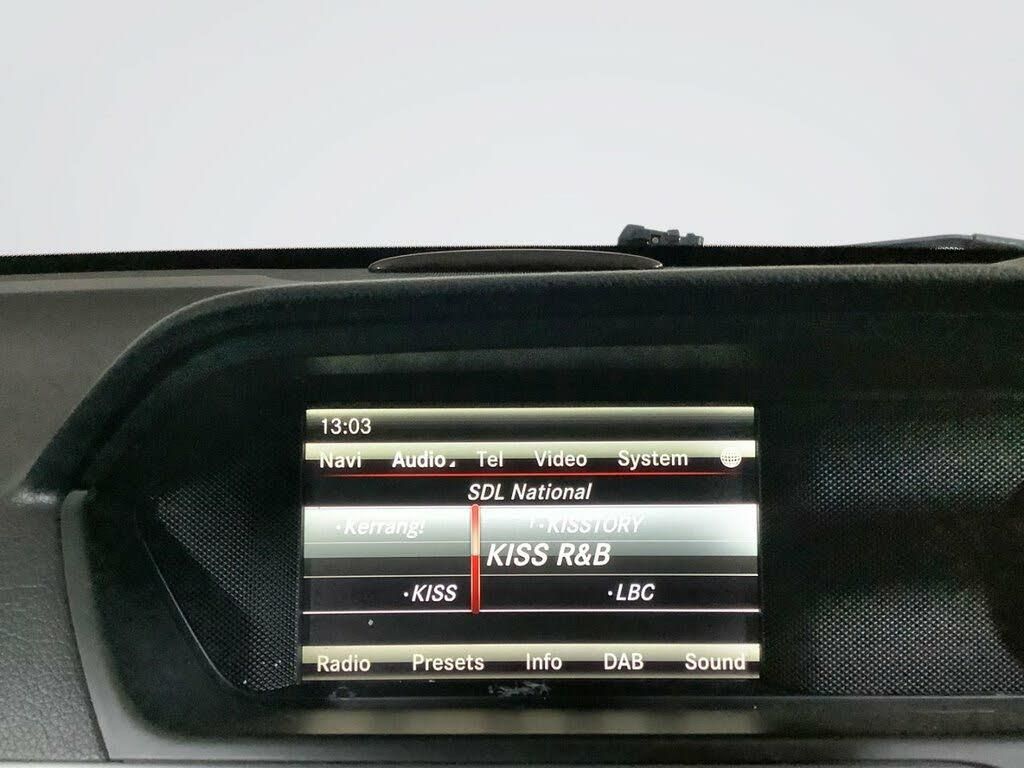 13:03
Navi Audio Tel Video System
SDL National
·Kerrang! ·KISSTORY
KISS R&B
·KISS ·LBC
Radio Presets Info DAB Sound